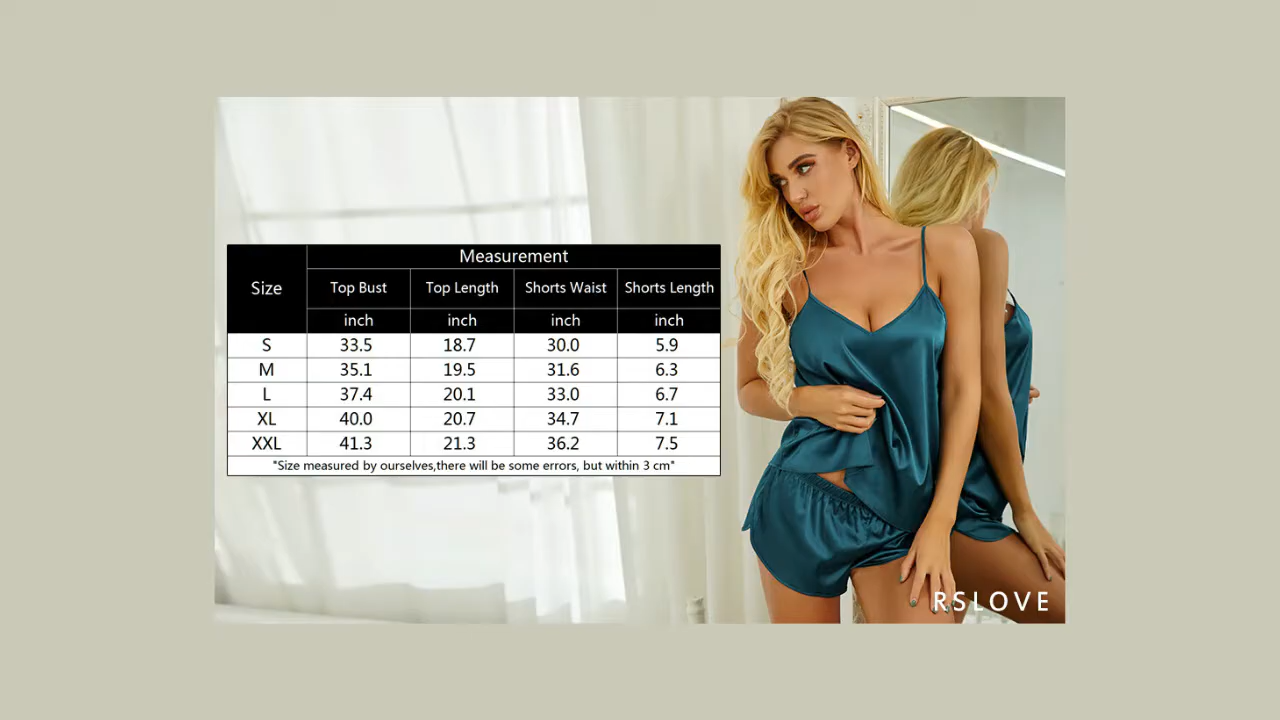 Size Measurement
Top Bust Top Length Shorts Waist Shorts Length
inch inch inch inch
S 33.5 18.7 30.0 5.9
M 35.1 19.5 31.6 6.3
L 37.4 20.1 33.0 6.7
XL 40.0 20.7 34.7 7.1
XXL 41.3 21.3 36.2 7.5
"Size measured by ourselves,there will be some errors, but within 3 cm"
RSLOVE